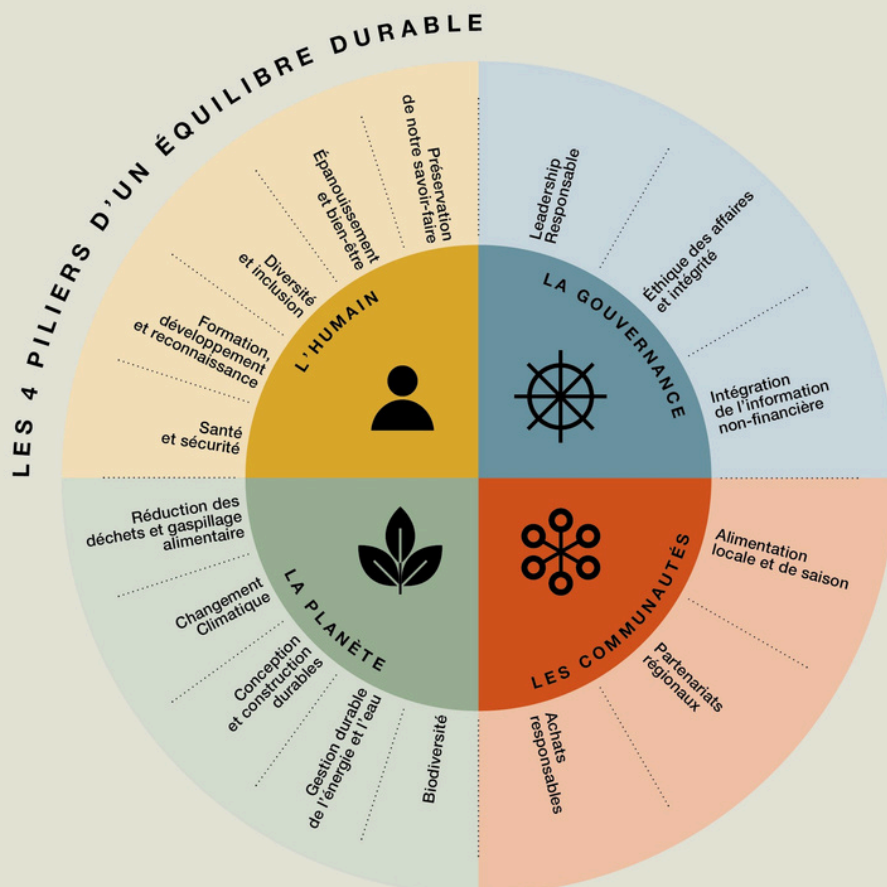 LES 4 PILIERS D'UN ÉQUILIBRE DURABLE
L'HUMAIN
Santé
et sécurité
Formation,
développement
et reconnaissance
Diversité
et inclusion
Épanouissement
et bien-être
Préservation
de notre savoir-faire
LA GOUVERNANCE
Leadership
Responsable
Éthique des affaires
et intégrité
Intégration
de l'information
non-financière
LES COMMUNAUTÉS
Alimentation
locale et de saison
Partenariats
régionaux
Achats
responsables
LA PLANÈTE
Réduction des
déchets et gaspillage
alimentaire
Changement
Climatique
Conception
et construction
durables
Gestion durable
de l'énergie et l'eau
Biodiversité